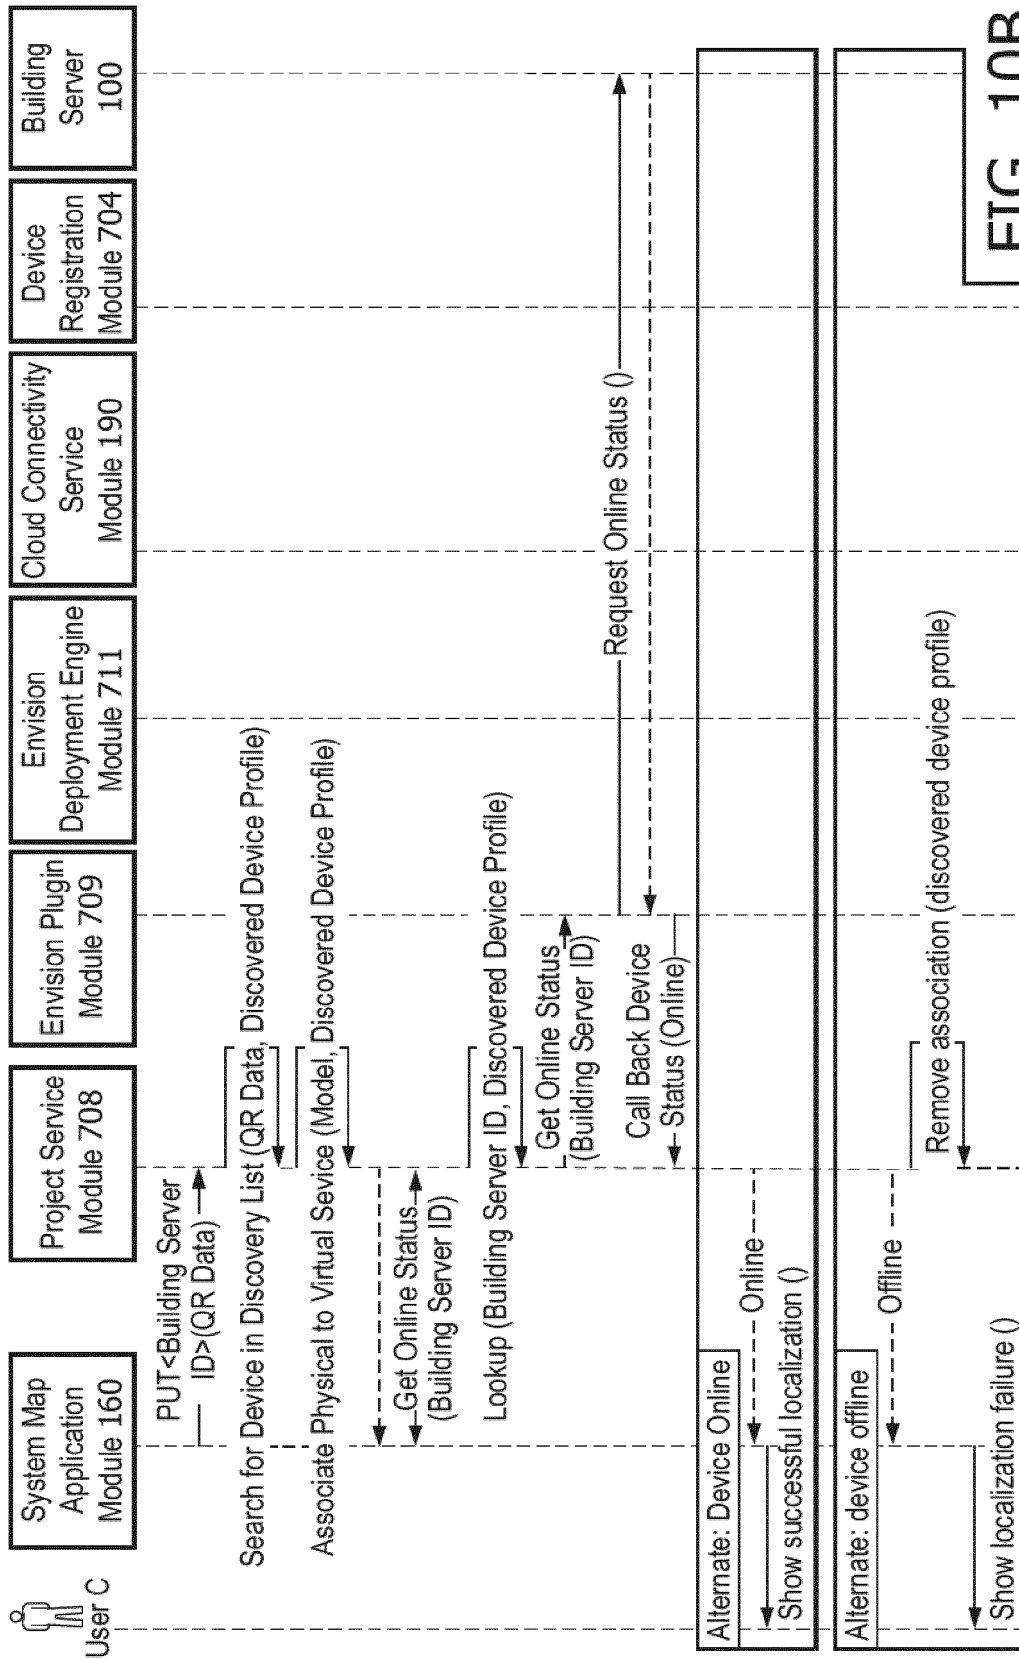 User C
System Map
Application
Module 160
Project Service
Module 708
Envision Plugin
Module 709
Envision
Deployment Engine
Module 711
Cloud Connectivity
Service
Module 190
Device
Registration
Module 704
Building
Server
100
PUT<Building Server
ID>(QR Data)
Search for Device in Discovery List (QR Data, Discovered Device Profile)
Associate Physical to Virtual Sevice (Model, Discovered Device Profile)
Get Online Status
(Building Server ID)
Lookup (Building Server ID, Discovered Device Profile)
Get Online Status
(Building Server ID)
Request Online Status ()
Call Back Device
Status (Online)
Alternate: Device Online
Online
Show successful localization ()
Alternate: device offline
Offline
Remove association (discovered device profile)
Show localization failure ()
FIG. 10B